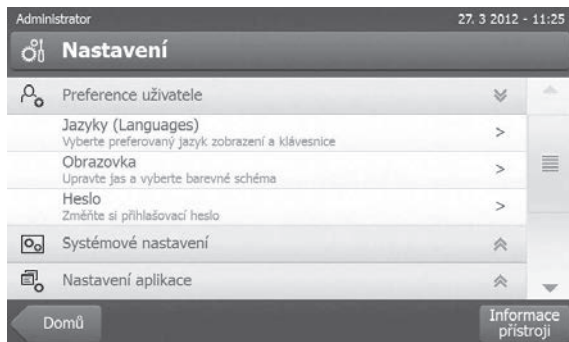 Administrator
27. 3 2012 - 11:25
Nastavení
Preference uživatele
Jazyky (Languages)
Vyberte preferovaný jazyk zobrazení a klávesnice
Obrazovka
Upravte jas a vyberte barevné schéma
Heslo
Změňte si přihlašovací heslo
Systémové nastavení
Nastavení aplikace
Domů
Informace
přístroji